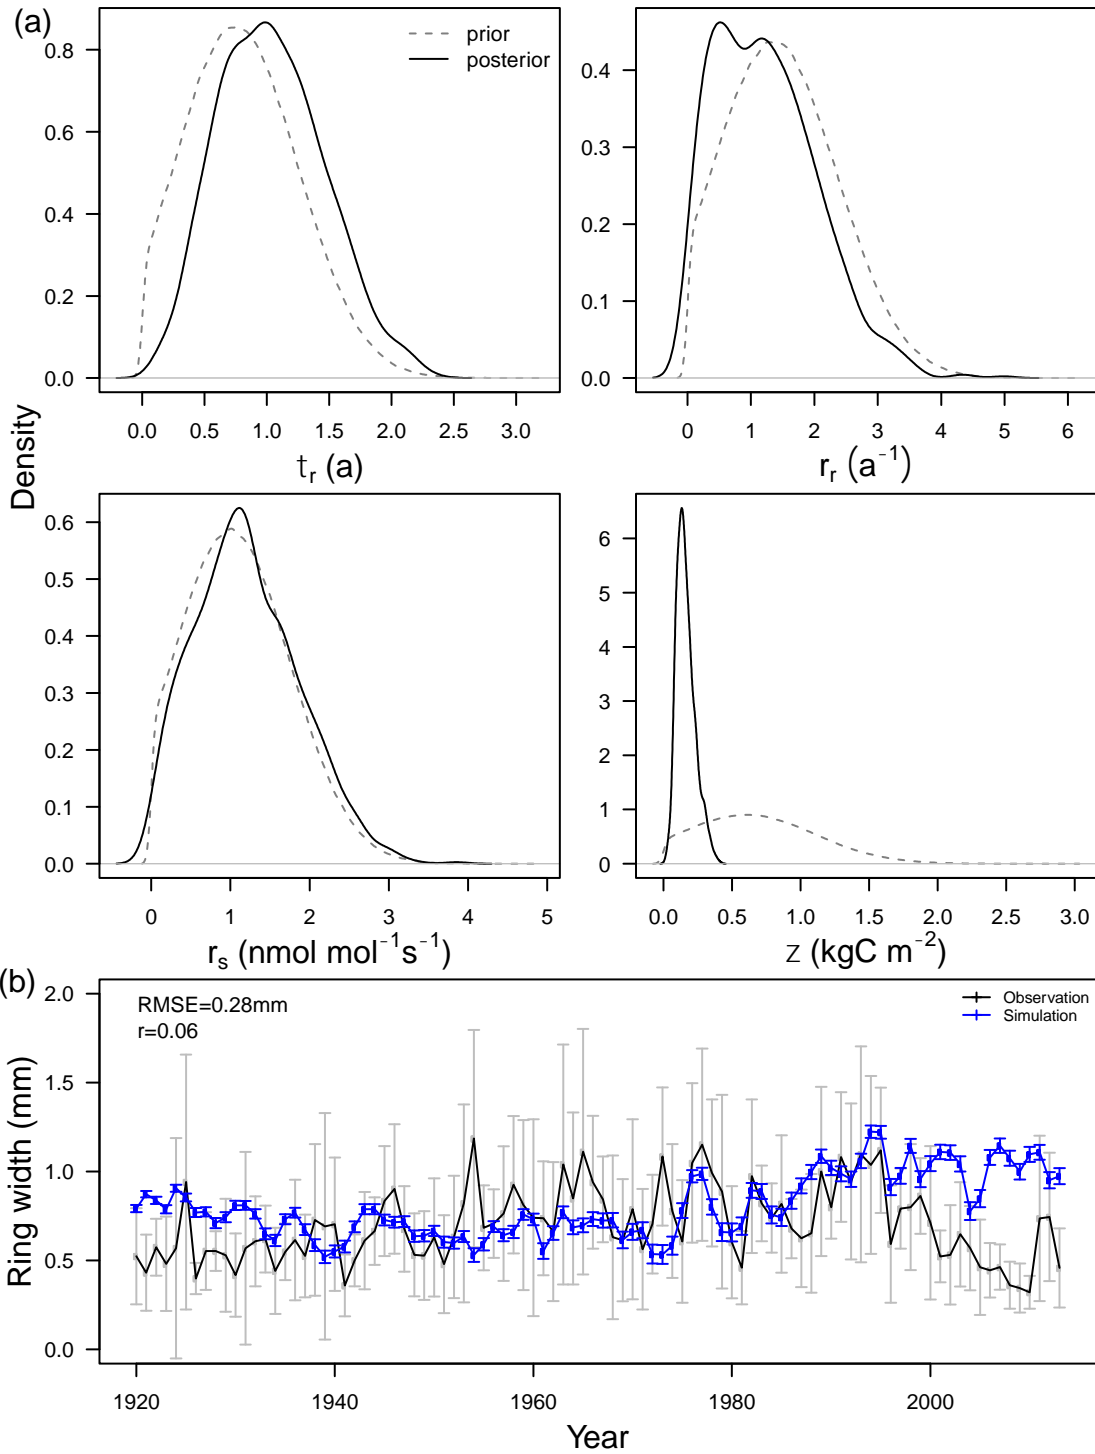 (a)
prior
posterior
0.8
0.6
0.4
0.2
0.0
0.0 0.5 1.0 1.5 2.0 2.5 3.0
tr (a)
0.4
0.3
0.2
0.1
0.0
0 1 2 3 4 5 6
rr (a⁻¹)
Density
0.6
0.5
0.4
0.3
0.2
0.1
0.0
0 1 2 3 4 5
rs (nmol mol⁻¹s⁻¹)
6
5
4
3
2
1
0
0.0 0.5 1.0 1.5 2.0 2.5 3.0
z (kgC m⁻²)
(b)
RMSE=0.28mm
r=0.06
Observation
Simulation
2.0
1.5
1.0
0.5
0.0
Ring width (mm)
1920 1940 1960 1980 2000
Year